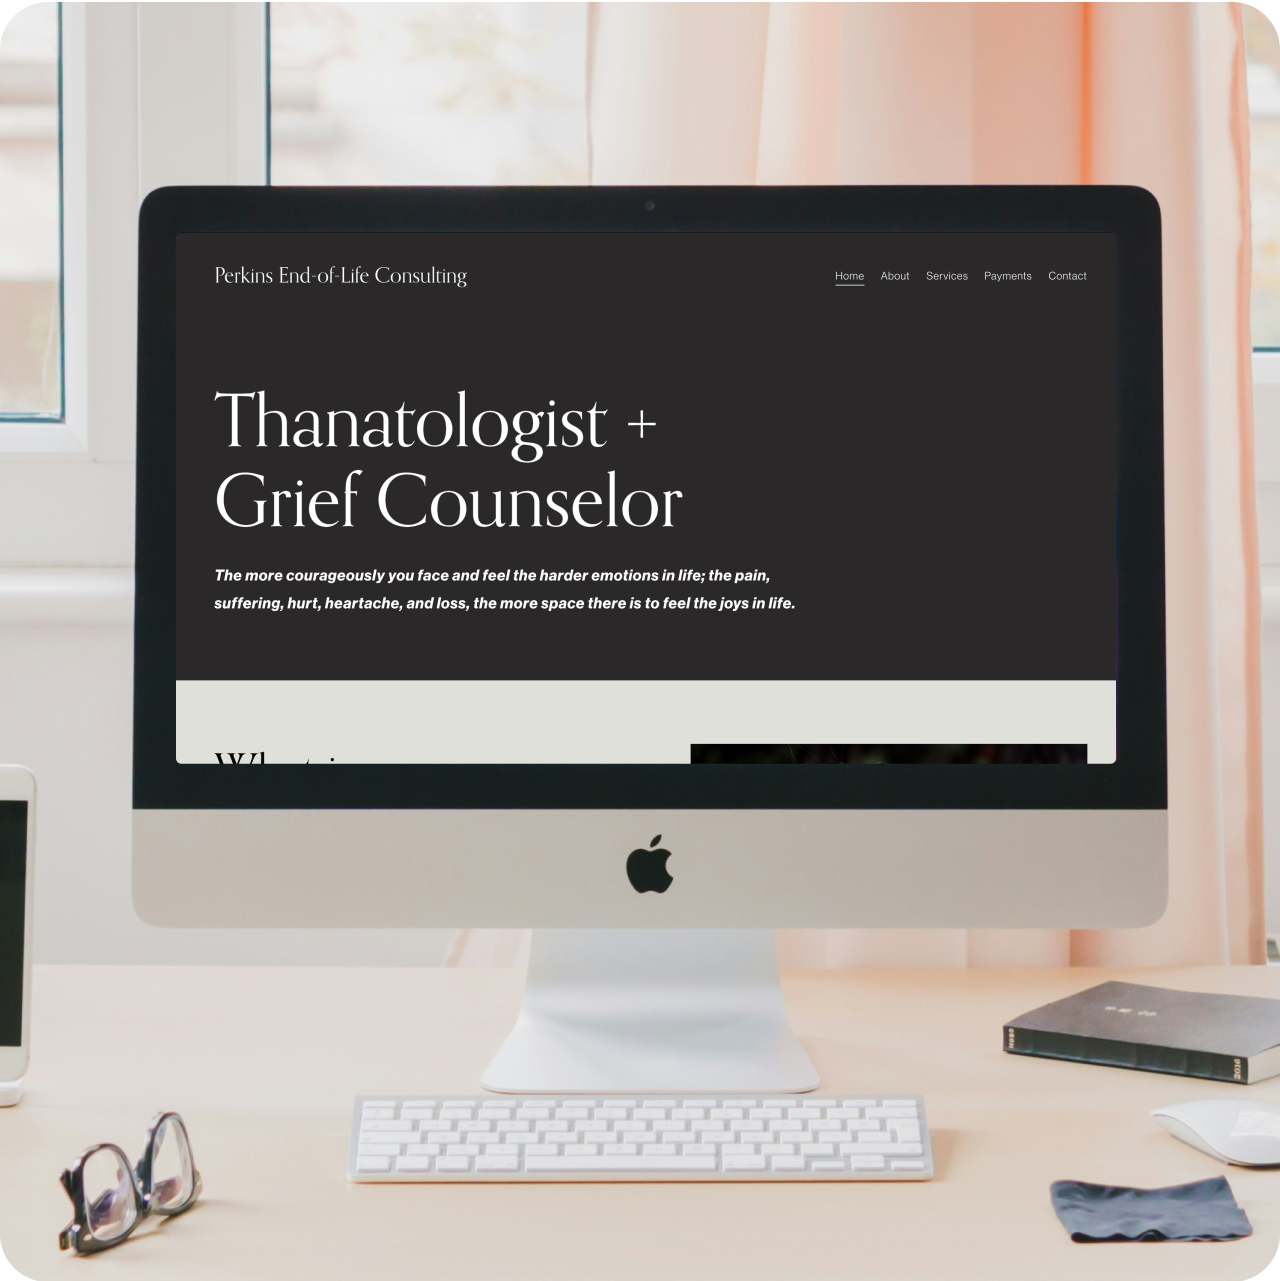 Perkins End-of-Life Consulting
Home About Services Payments Contact
Thanatologist +
Grief Counselor
The more courageously you face and feel the harder emotions in life; the pain,
suffering, hurt, heartache, and loss, the more space there is to feel the joys in life.
2016